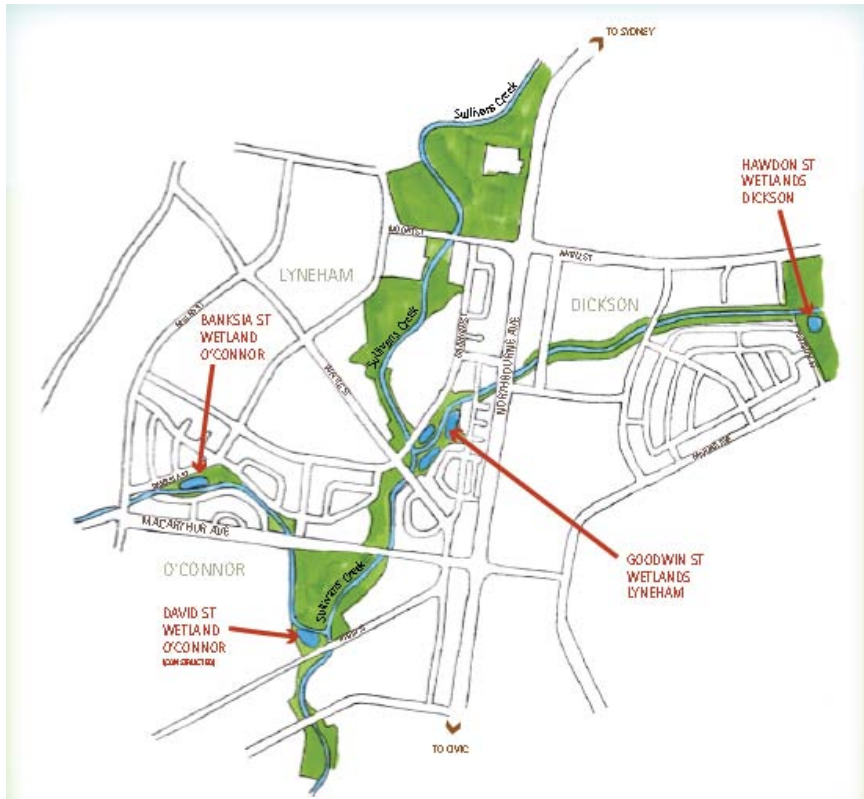 TO SYDNEY
Sullivans Creek
HAWDON ST
WETLANDS
DICKSON
LYNEHAM
DICKSON
BANKSIA ST
WETLAND
O'CONNOR
Sullivans Creek
NORTHBOURNE AVE
MACARTHUR AVE
O'CONNOR
GOODWIN ST
WETLANDS
LYNEHAM
Sullivans Creek
DAVID ST
WETLAND
O'CONNOR
(CONSTRUCTED)
TO CIVIC